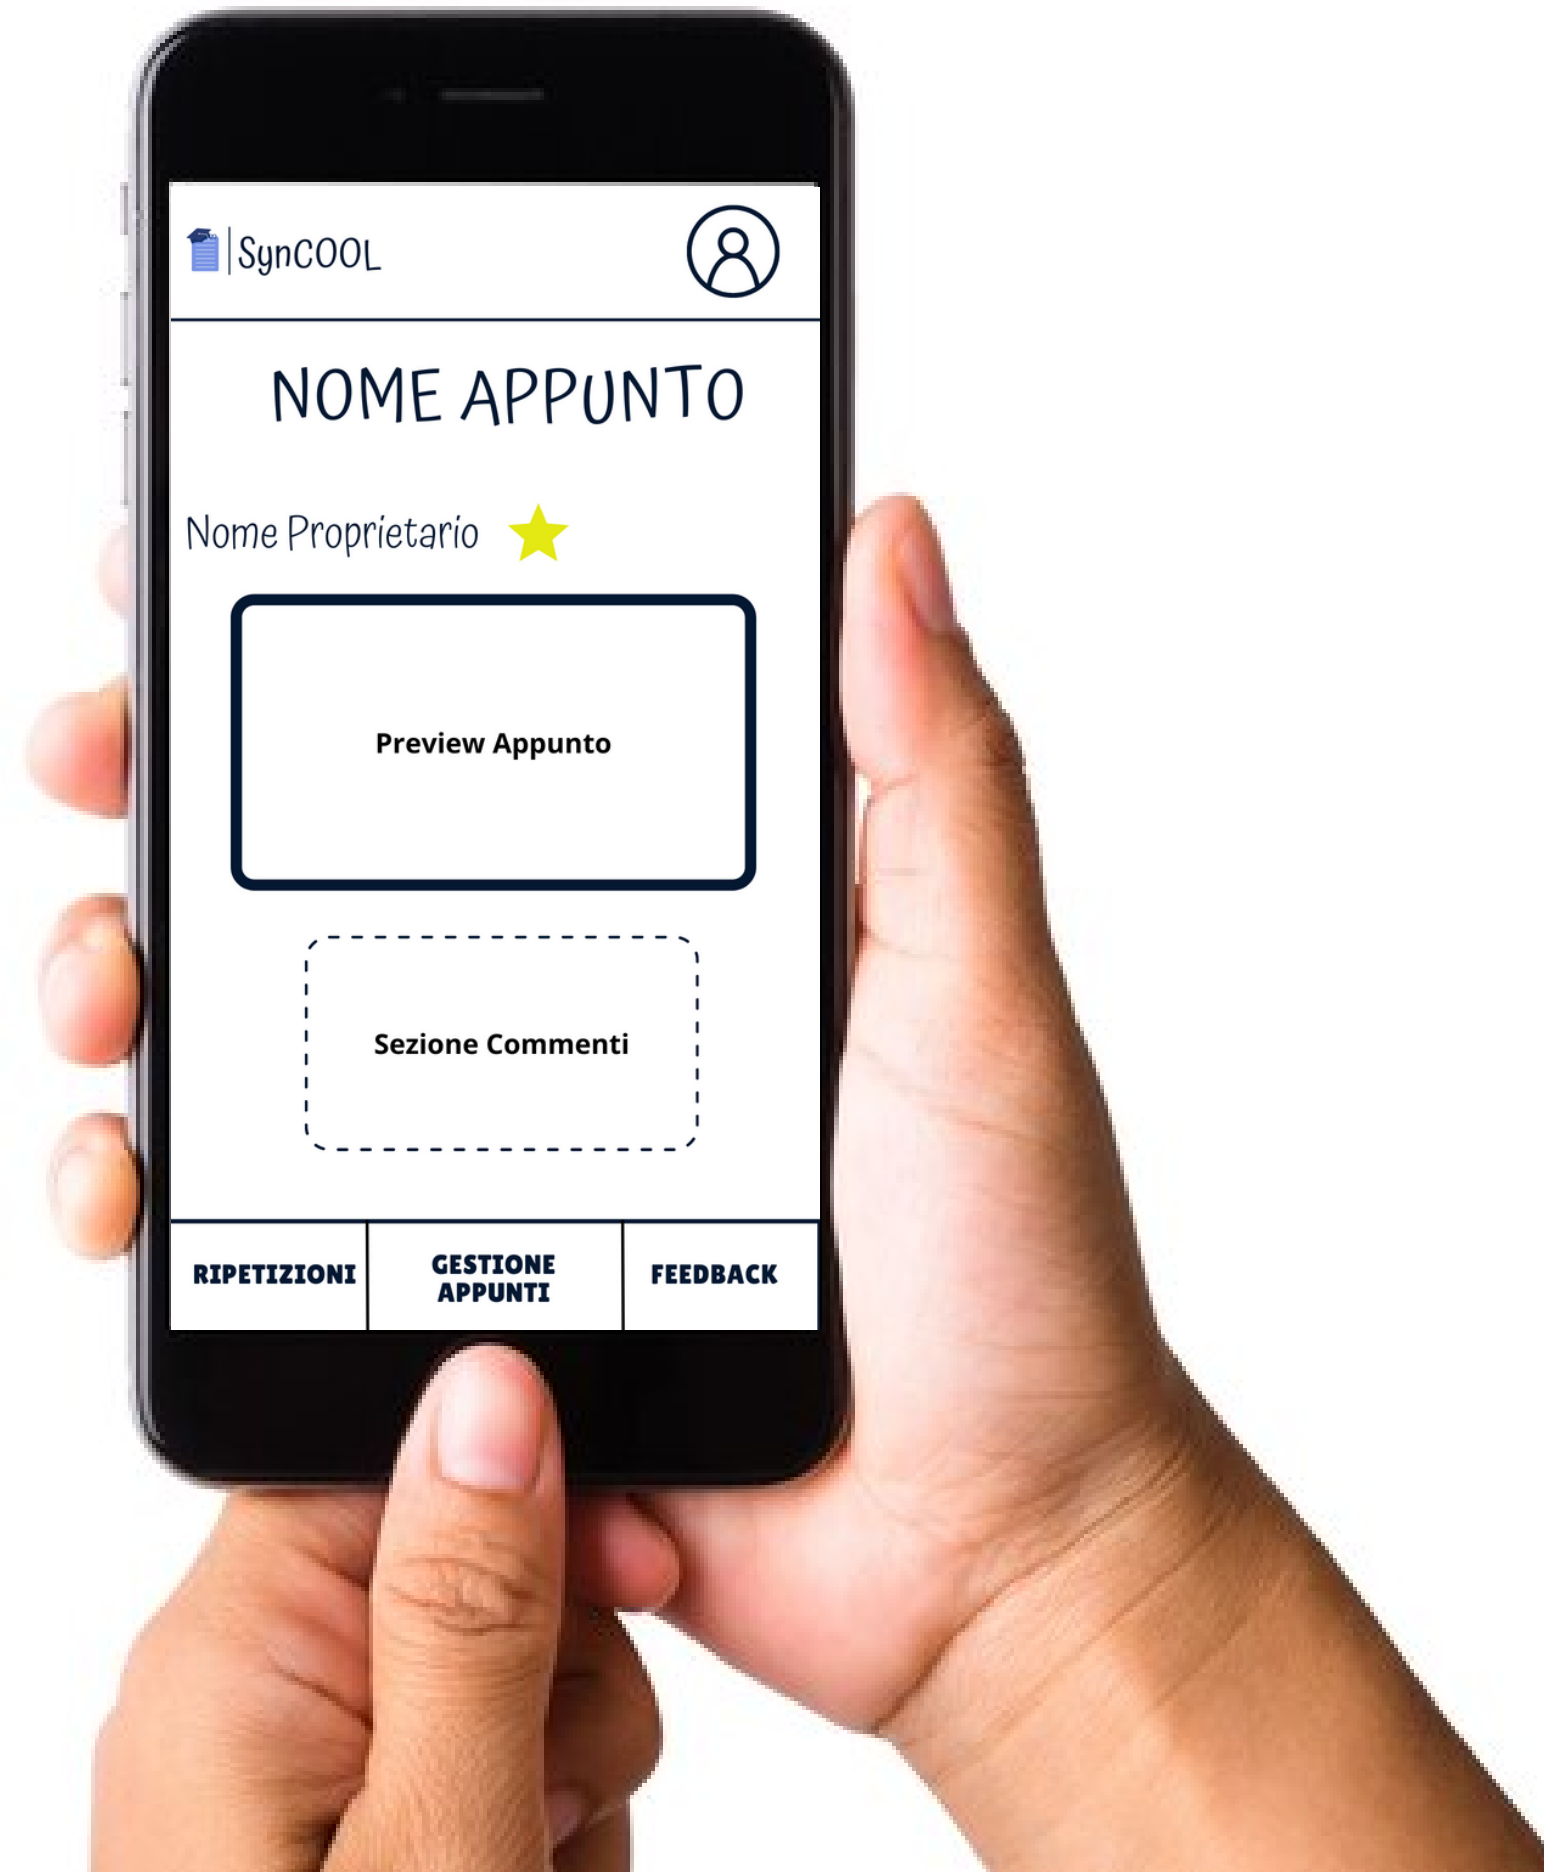 SynCOOL
NOME APPUNTO
Nome Proprietario
Preview Appunto
Sezione Commenti
RIPETIZIONI
GESTIONE
APPUNTI
FEEDBACK